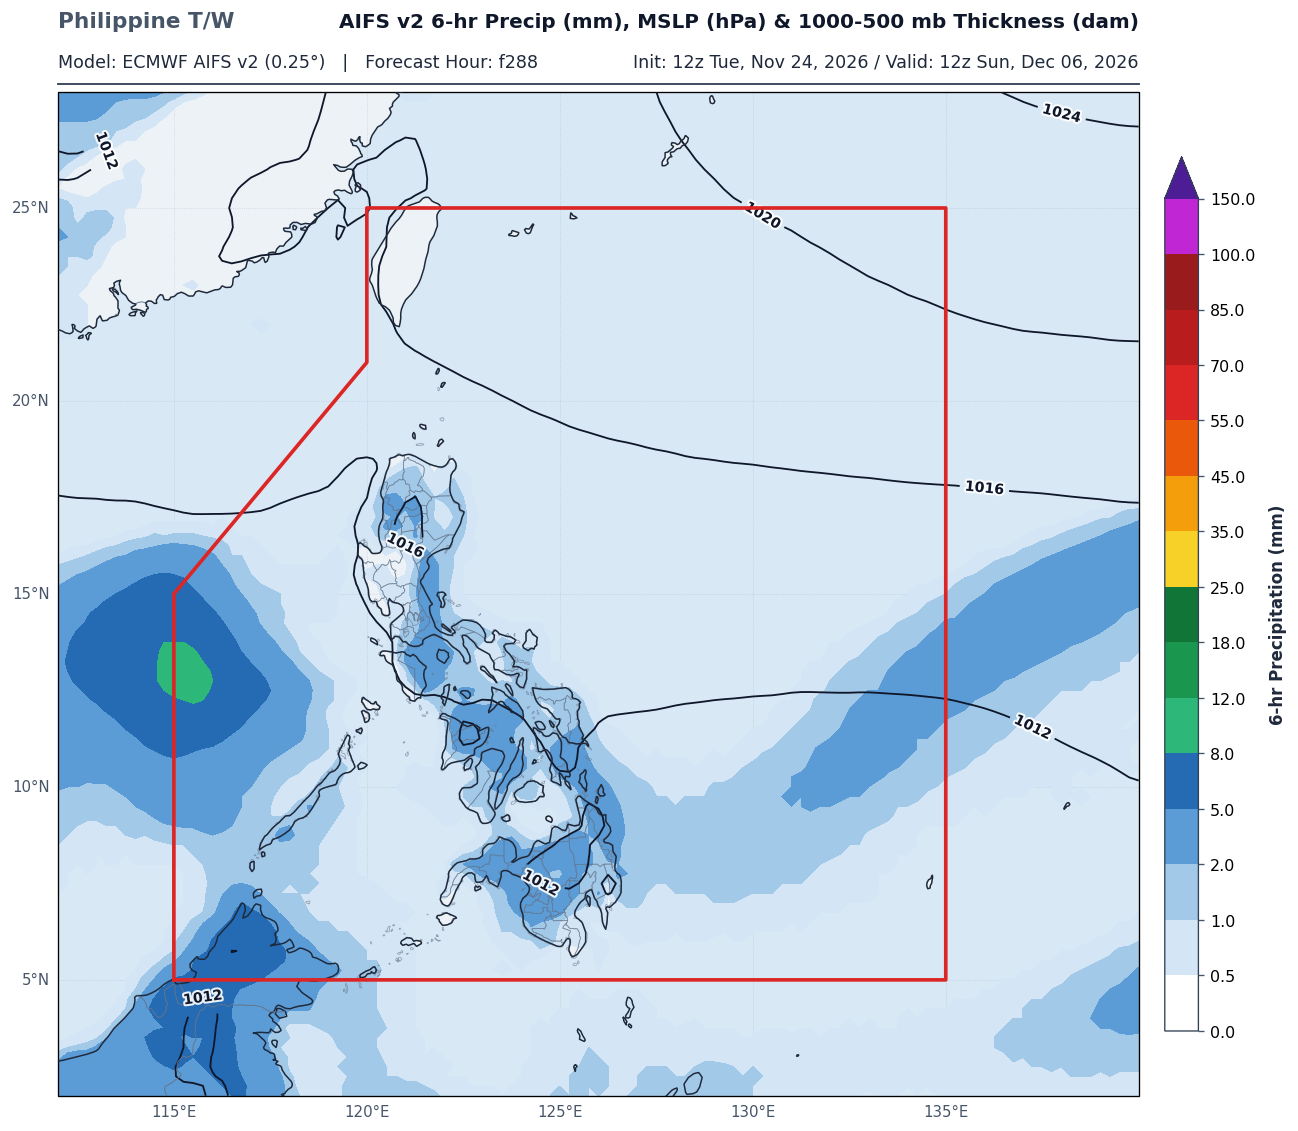 Philippine T/W
AIFS v2 6-hr Precip (mm), MSLP (hPa) & 1000-500 mb Thickness (dam)
Model: ECMWF AIFS v2 (0.25°) | Forecast Hour: f288
Init: 12z Tue, Nov 24, 2026 / Valid: 12z Sun, Dec 06, 2026
1024
1012
1020
25°N
20°N
1016
1016
15°N
1012
10°N
1012
5°N
1012
115°E
120°E
125°E
130°E
135°E
150.0
100.0
85.0
70.0
55.0
45.0
35.0
25.0
18.0
12.0
8.0
5.0
2.0
1.0
0.5
0.0
6-hr Precipitation (mm)